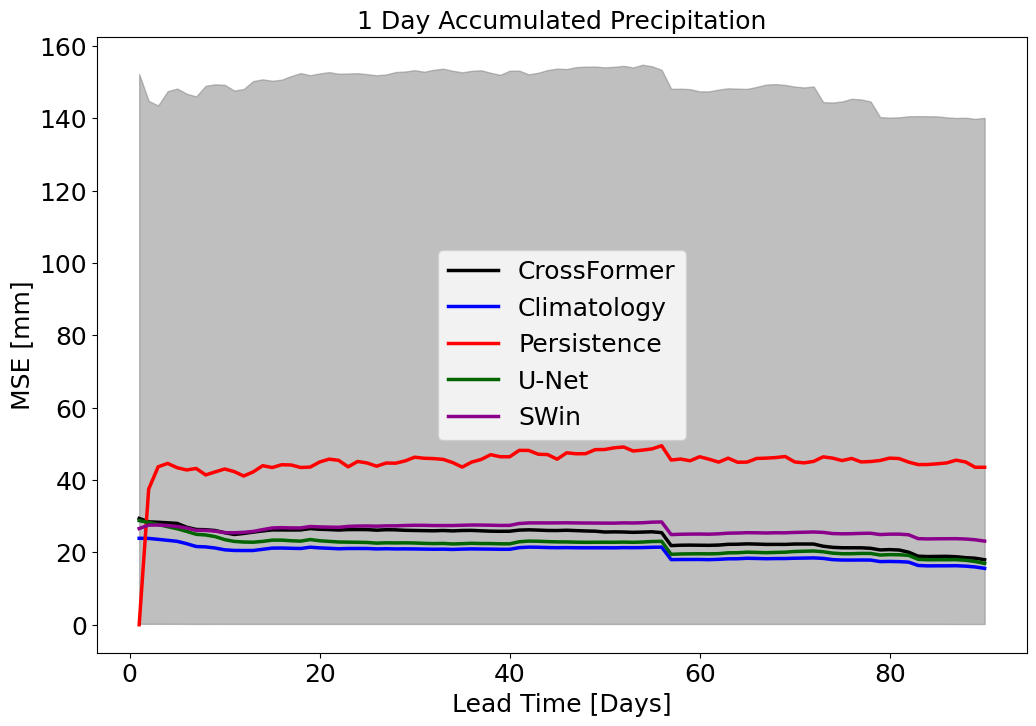 1 Day Accumulated Precipitation
160
140
120
100
80
60
40
20
0
MSE [mm]
CrossFormer
Climatology
Persistence
U-Net
SWin
0 20 40 60 80
Lead Time [Days]